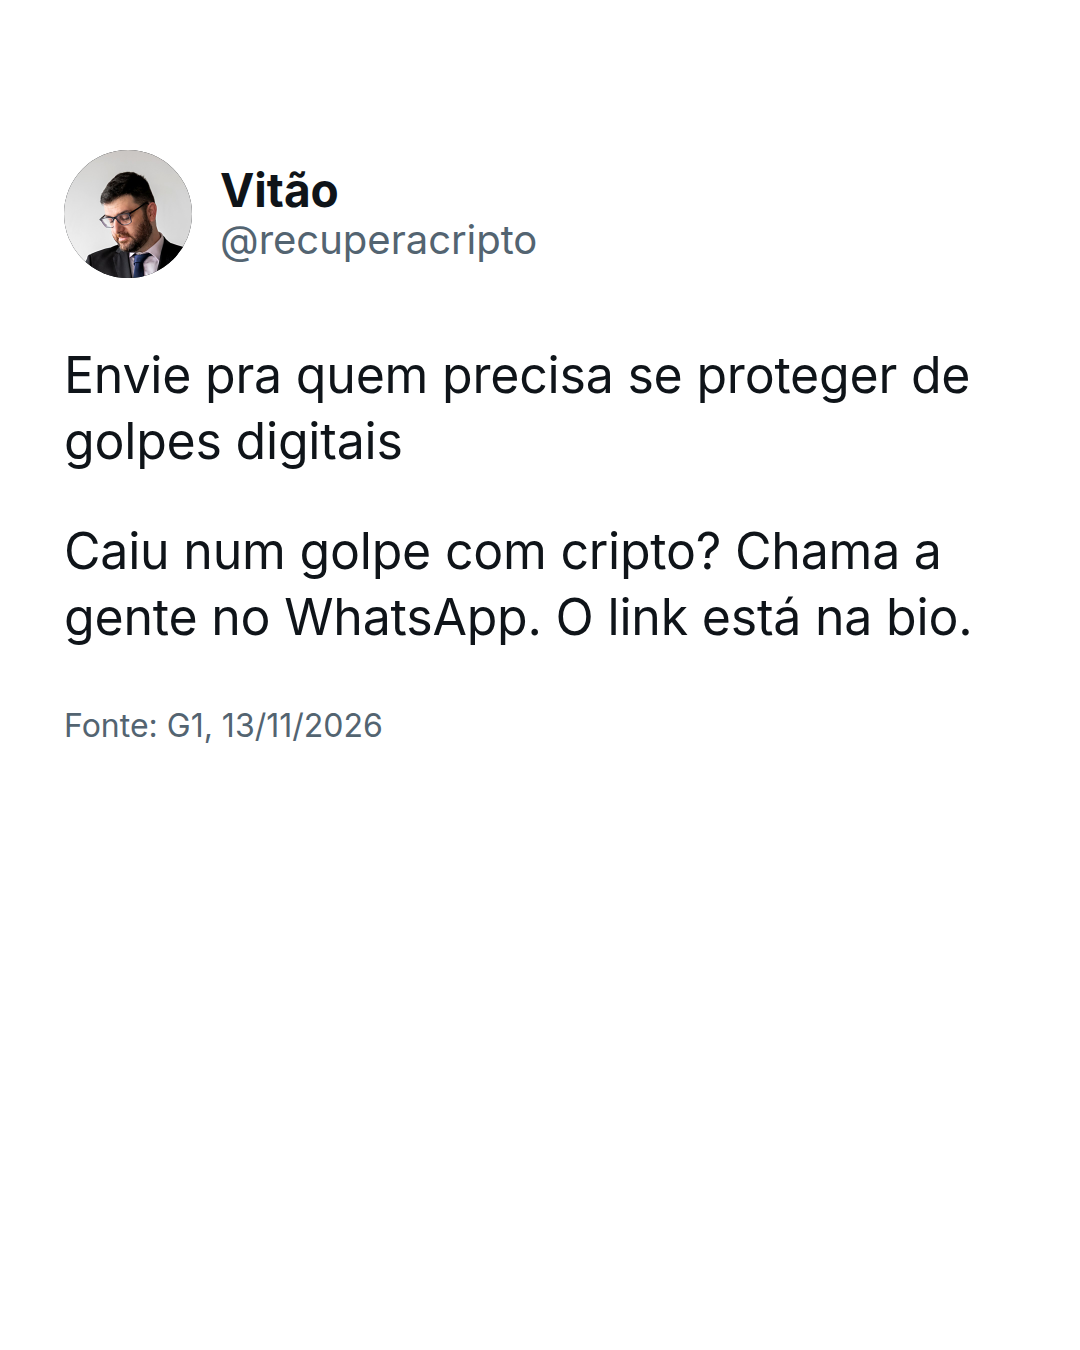 Vitão
@recuperacripto
Envie pra quem precisa se proteger de
golpes digitais
Caiu num golpe com cripto? Chama a
gente no WhatsApp. O link está na bio.
Fonte: G1, 13/11/2026